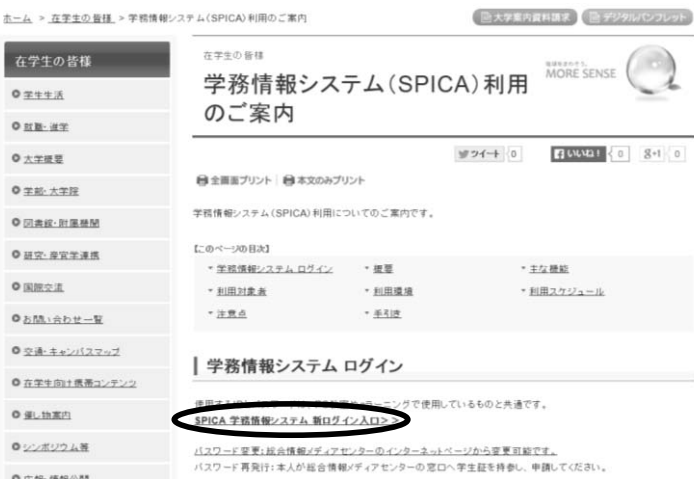 ホーム > 在学生の皆様 > 学務情報システム(SPICA)利用のご案内
大学案内資料請求
デジタルパンフレット
在学生の皆様
学生生活
就職・進学
大学概要
学部・大学院
図書館・附属機関
研究・産官学連携
国際交流
お問い合わせ一覧
交通・キャンパスマップ
在学生向け携帯コンテンツ
催し物案内
シンポジウム等
広報・情報公開
在学生の皆様
学務情報システム(SPICA)利用
のご案内
MORE SENSE
ツイート 0
いいね! 0
8+1 0
全画面プリント 本文のみプリント
学務情報システム(SPICA)利用についてのご案内です。
【このページの目次】
学務情報システム ログイン
概要
主な機能
利用対象者
利用環境
利用スケジュール
注意点
手引き
学務情報システム ログイン
ーニングで使用しているものと共通です。
SPICA 学務情報システム 新ログイン入口>>
パスワード変更:総合情報メディアセンターのインターネットページから変更可能です。
パスワード再発行:本人が総合情報メディアセンターの窓口へ学生証を持参し、申請してください。